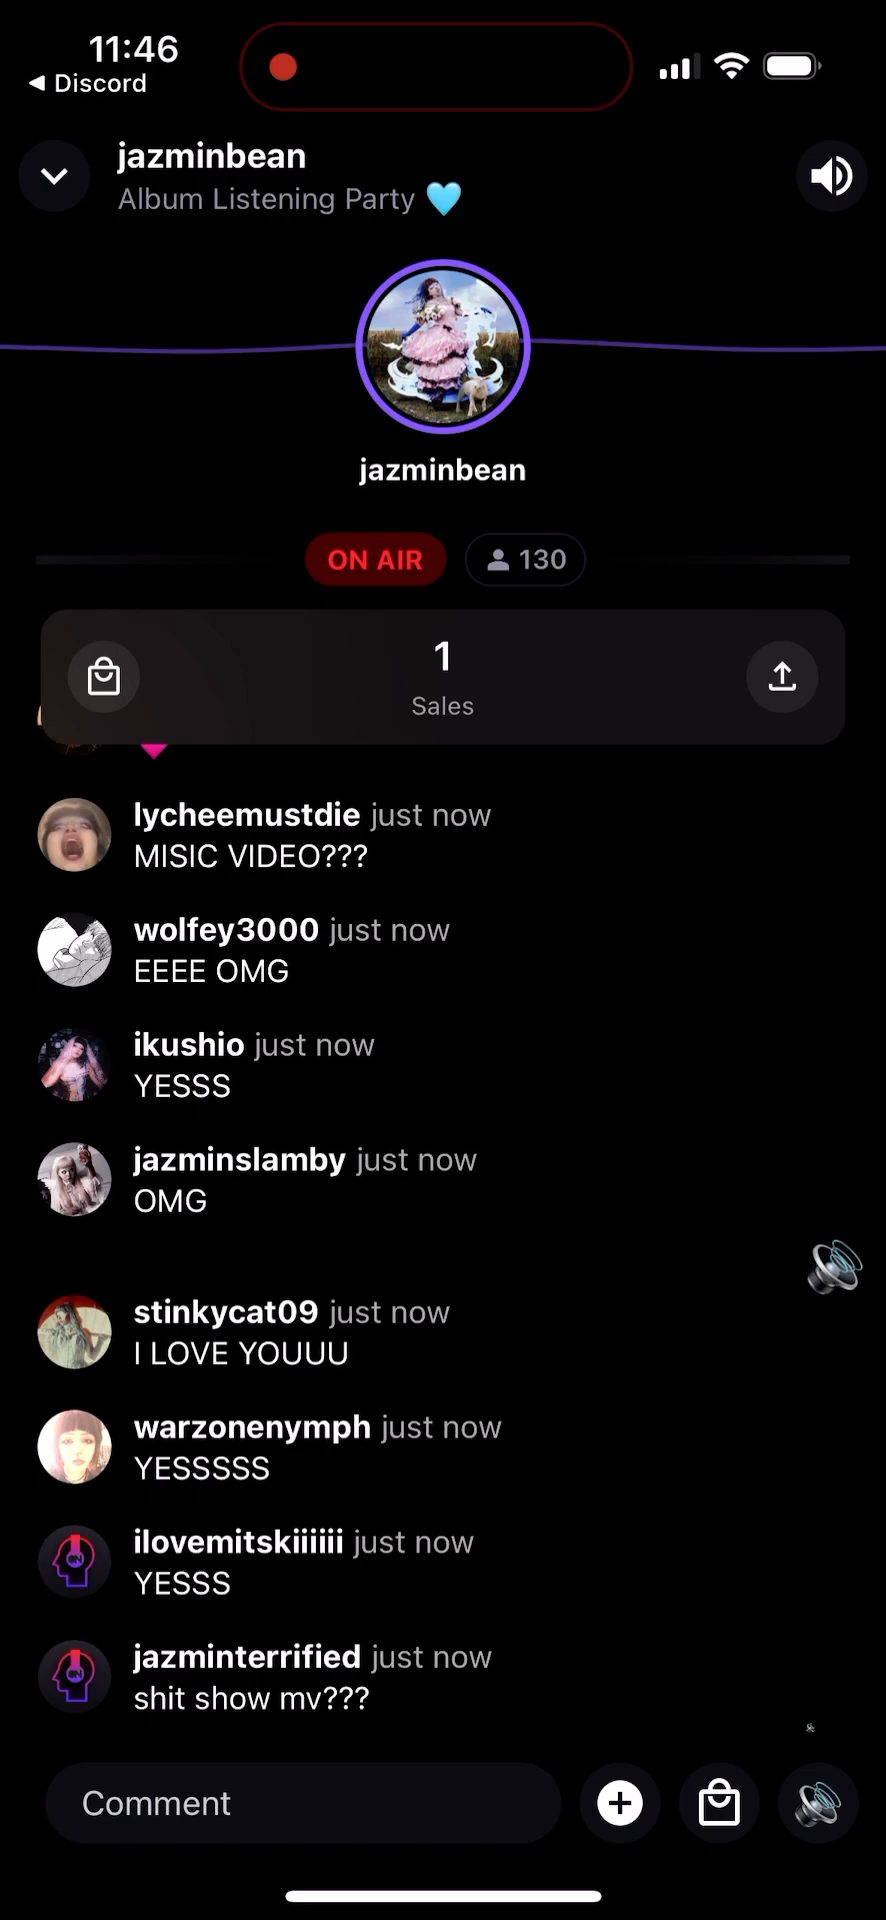 11:46
Discord
jazminbean
Album Listening Party 🩵
jazminbean
ON AIR
130
1
Sales
lycheemustdie just now
MISIC VIDEO???
wolfey3000 just now
EEEE OMG
ikushio just now
YESSS
jazminslamby just now
OMG
stinkycat09 just now
I LOVE YOUUU
warzonenymph just now
YESSSSS
ilovemitskiiiiii just now
YESSS
jazminterrified just now
shit show mv???
Comment